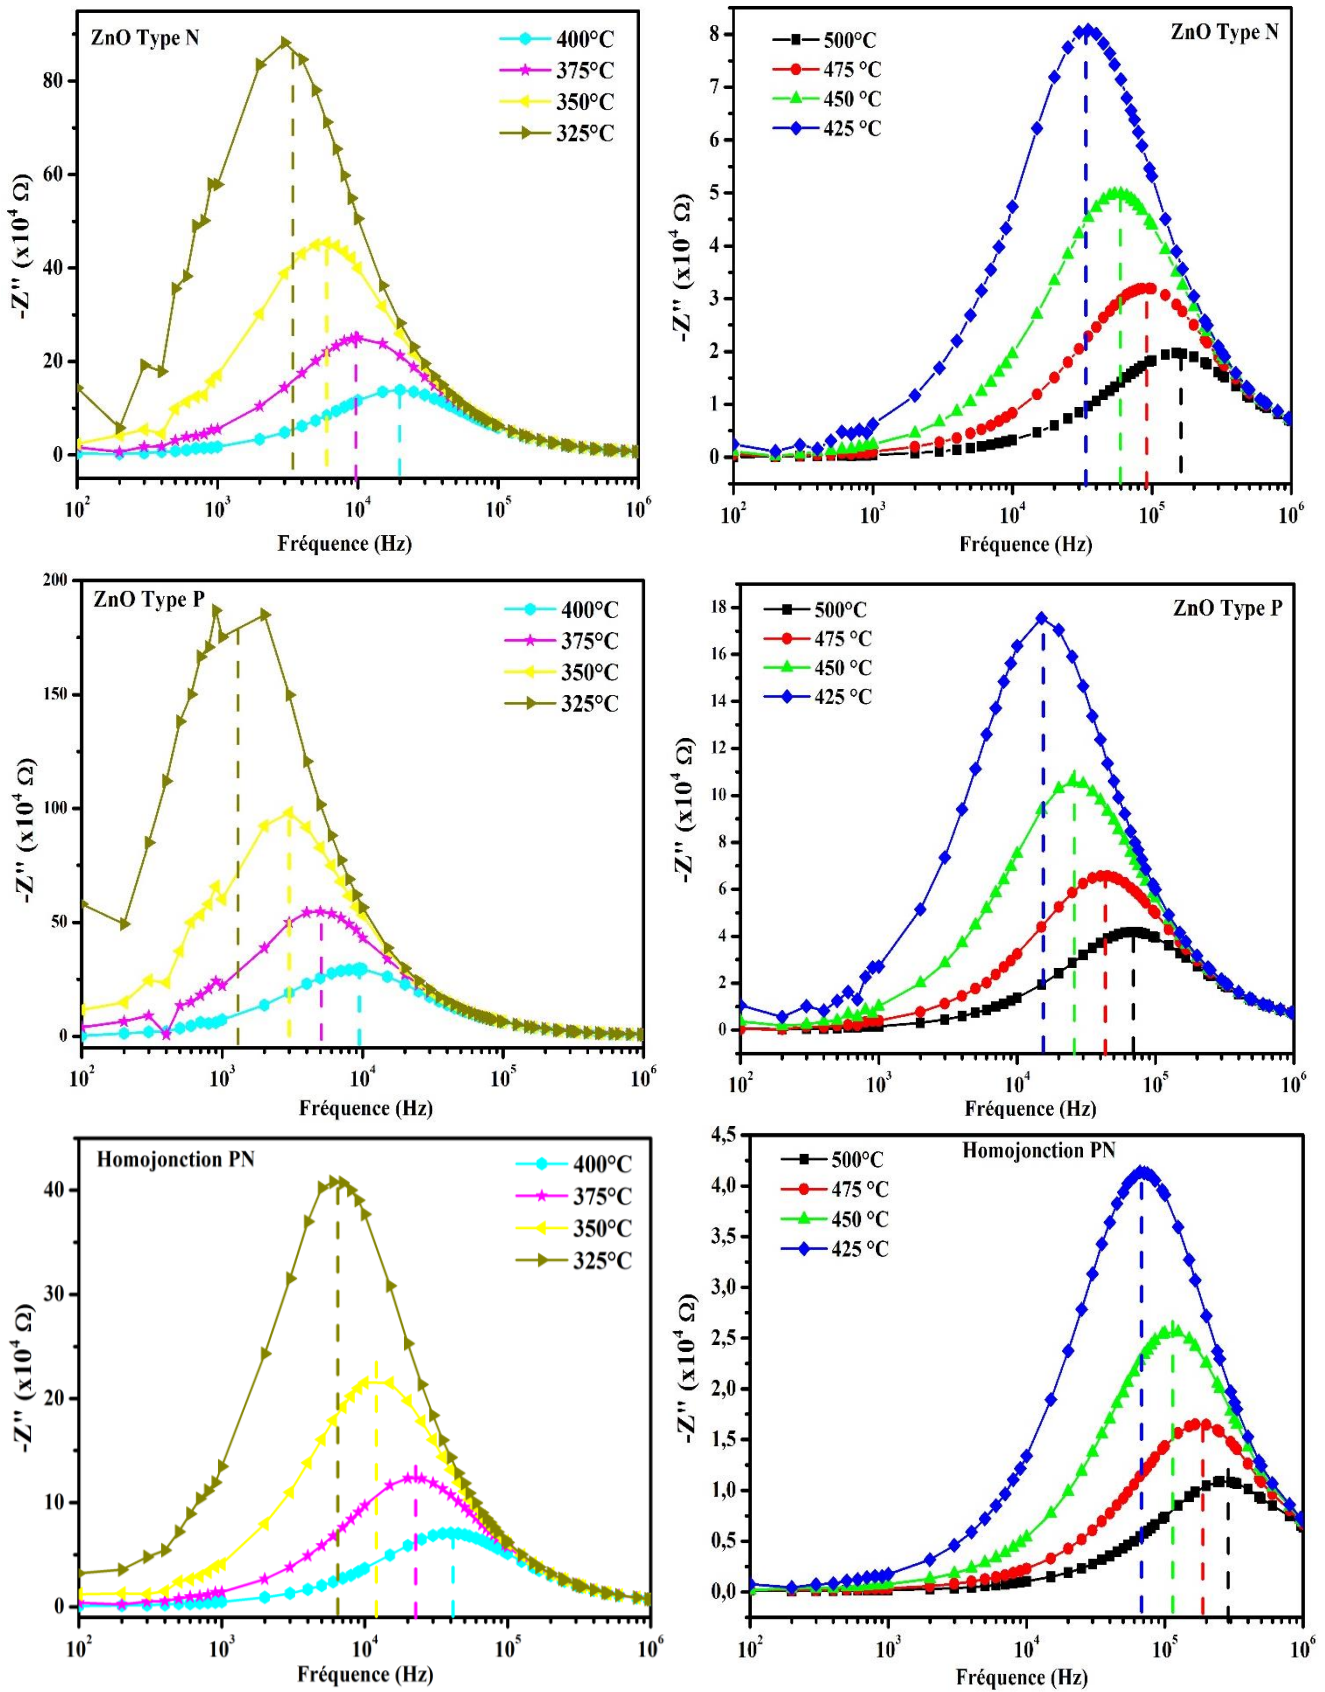 ZnO Type N
400°C
375°C
350°C
325°C
80
60
40
20
0
10² 10³ 10⁴ 10⁵ 10⁶
Fréquence (Hz)
-Z'' (x10⁴ Ω)
ZnO Type N
500°C
475 °C
450 °C
425 °C
8
7
6
5
4
3
2
1
0
10² 10³ 10⁴ 10⁵ 10⁶
Fréquence (Hz)
-Z'' (x10⁴ Ω)
ZnO Type P
400°C
375°C
350°C
325°C
200
150
100
50
0
10² 10³ 10⁴ 10⁵ 10⁶
Fréquence (Hz)
-Z'' (x10⁴ Ω)
ZnO Type P
500°C
475 °C
450 °C
425 °C
18
16
14
12
10
8
6
4
2
0
10² 10³ 10⁴ 10⁵ 10⁶
Fréquence (Hz)
-Z'' (x10⁴ Ω)
Homojonction PN
400°C
375°C
350°C
325°C
40
30
20
10
0
10² 10³ 10⁴ 10⁵ 10⁶
Fréquence (Hz)
-Z'' (x10⁴ Ω)
Homojonction PN
500°C
475 °C
450 °C
425 °C
4,5
4,0
3,5
3,0
2,5
2,0
1,5
1,0
0,5
0,0
10² 10³ 10⁴ 10⁵ 10⁶
Fréquence (Hz)
-Z'' (x10⁴ Ω)